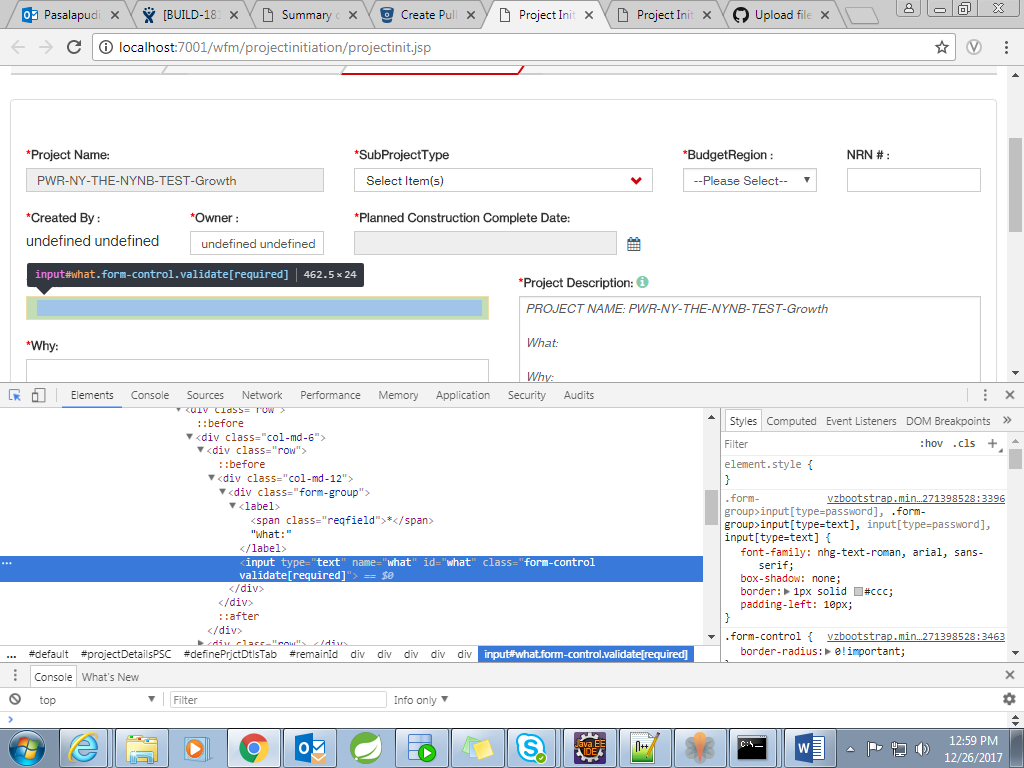 Pasalapudi
[BUILD-181
Summary o
Create Pull
Project Init
Project Init
Upload file
localhost:7001/wfm/projectinitiation/projectinit.jsp
*Project Name:
*SubProjectType
*BudgetRegion :
NRN # :
PWR-NY-THE-NYNB-TEST-Growth
Select Item(s)
--Please Select--
*Created By :
*Owner :
*Planned Construction Complete Date:
undefined undefined
undefined undefined
input#what.form-control.validate[required] | 462.5 × 24
*Project Description:
PROJECT NAME: PWR-NY-THE-NYNB-TEST-Growth
What:
*Why:
Why:
Elements Console Sources Network Performance Memory Application Security Audits
<div class="row">
::before
<div class="col-md-6">
<div class="row">
::before
<div class="col-md-12">
<div class="form-group">
<label>
<span class="reqfield">*</span>
"What:"
</label>
... <input type="text" name="what" id="what" class="form-control
validate[required]"> == $0
</div>
</div>
::after
</div>
<div class="row">…</div>
... #default #projectDetailsPSC #definePrjctDtlsTab #remainId div div div div div input#what.form-control.validate[required]
Styles Computed Event Listeners DOM Breakpoints »
Filter :hov .cls +
element.style {
}
.form- vzbootstrap.min…271398528:3396
group>input[type=password], .form-
group>input[type=text], input[type=password],
input[type=text] {
font-family: nhg-text-roman, arial, sans-
serif;
box-shadow: none;
border: 1px solid #ccc;
padding-left: 10px;
}
.form-control { vzbootstrap.min…271398528:3463
border-radius: 0!important;
Console What's New
top Filter Info only
12:59 PM
12/26/2017